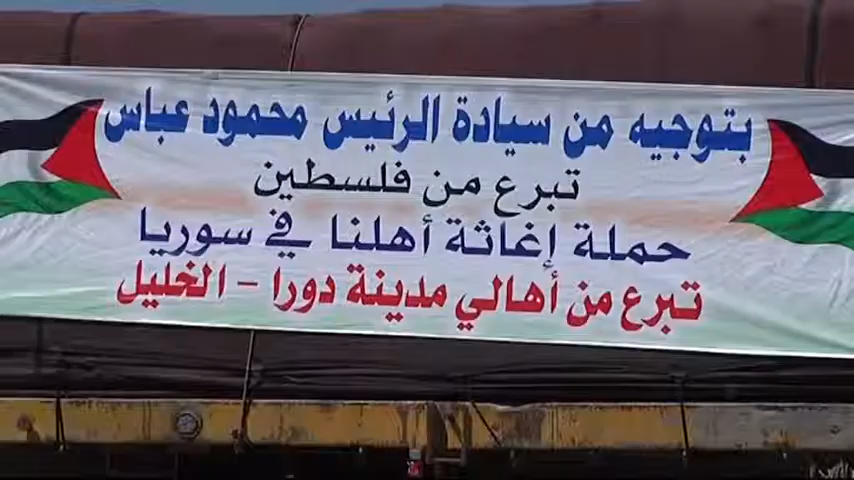 بتوجيه من سيادة الرئيس محمود عباس
تبرع من فلسطين
حملة إغاثة أهلنا في سوريا
تبرع من أهالي مدينة دورا - الخليل